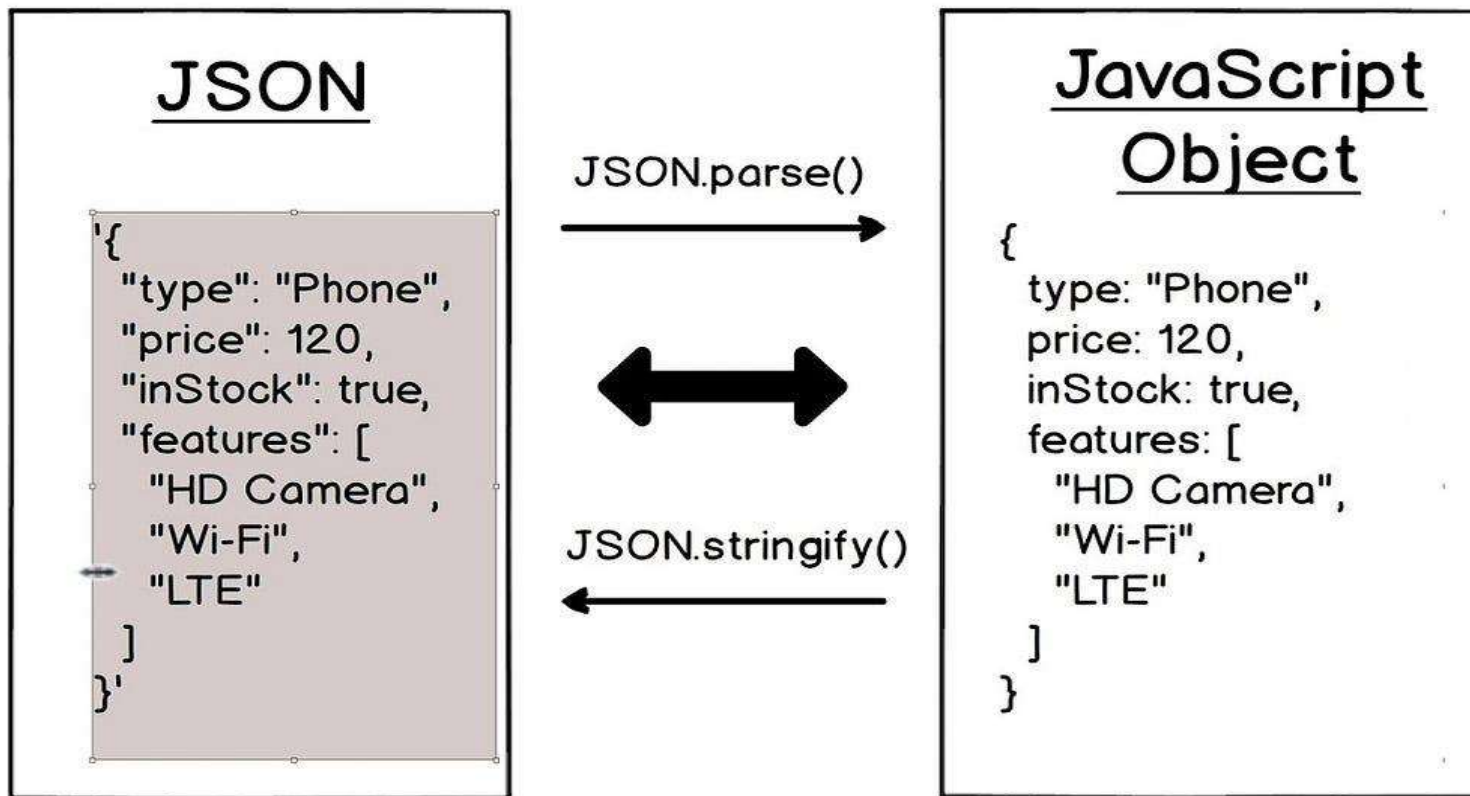 JSON
'{
"type": "Phone",
"price": 120,
"inStock": true,
"features": [
"HD Camera",
"Wi-Fi",
"LTE"
]
}'
JSON.parse()
JSON.stringify()
JavaScript
Object
{
type: "Phone",
price: 120,
inStock: true,
features: [
"HD Camera",
"Wi-Fi",
"LTE"
]
}